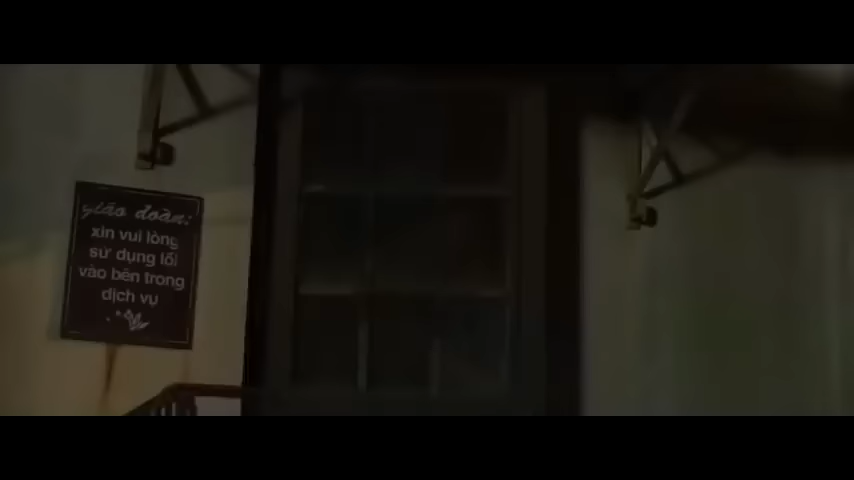 giáo đoàn:
xin vui lòng
sử dụng lối
vào bên trong
dịch vụ